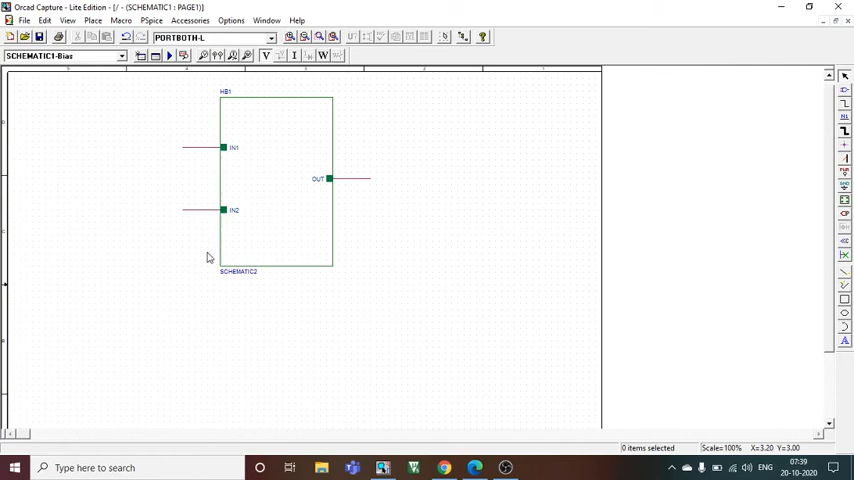 Orcad Capture - Lite Edition - [/ - (SCHEMATIC1 : PAGE1)]
File Edit View Place Macro PSpice Accessories Options Window Help
PORTBOTH-L
SCHEMATIC1-Bias
V I W
HB1
IN1
OUT
IN2
SCHEMATIC2
0 items selected Scale=100% X=3.20 Y=3.00
Type here to search
ENG
07:39
20-10-2020